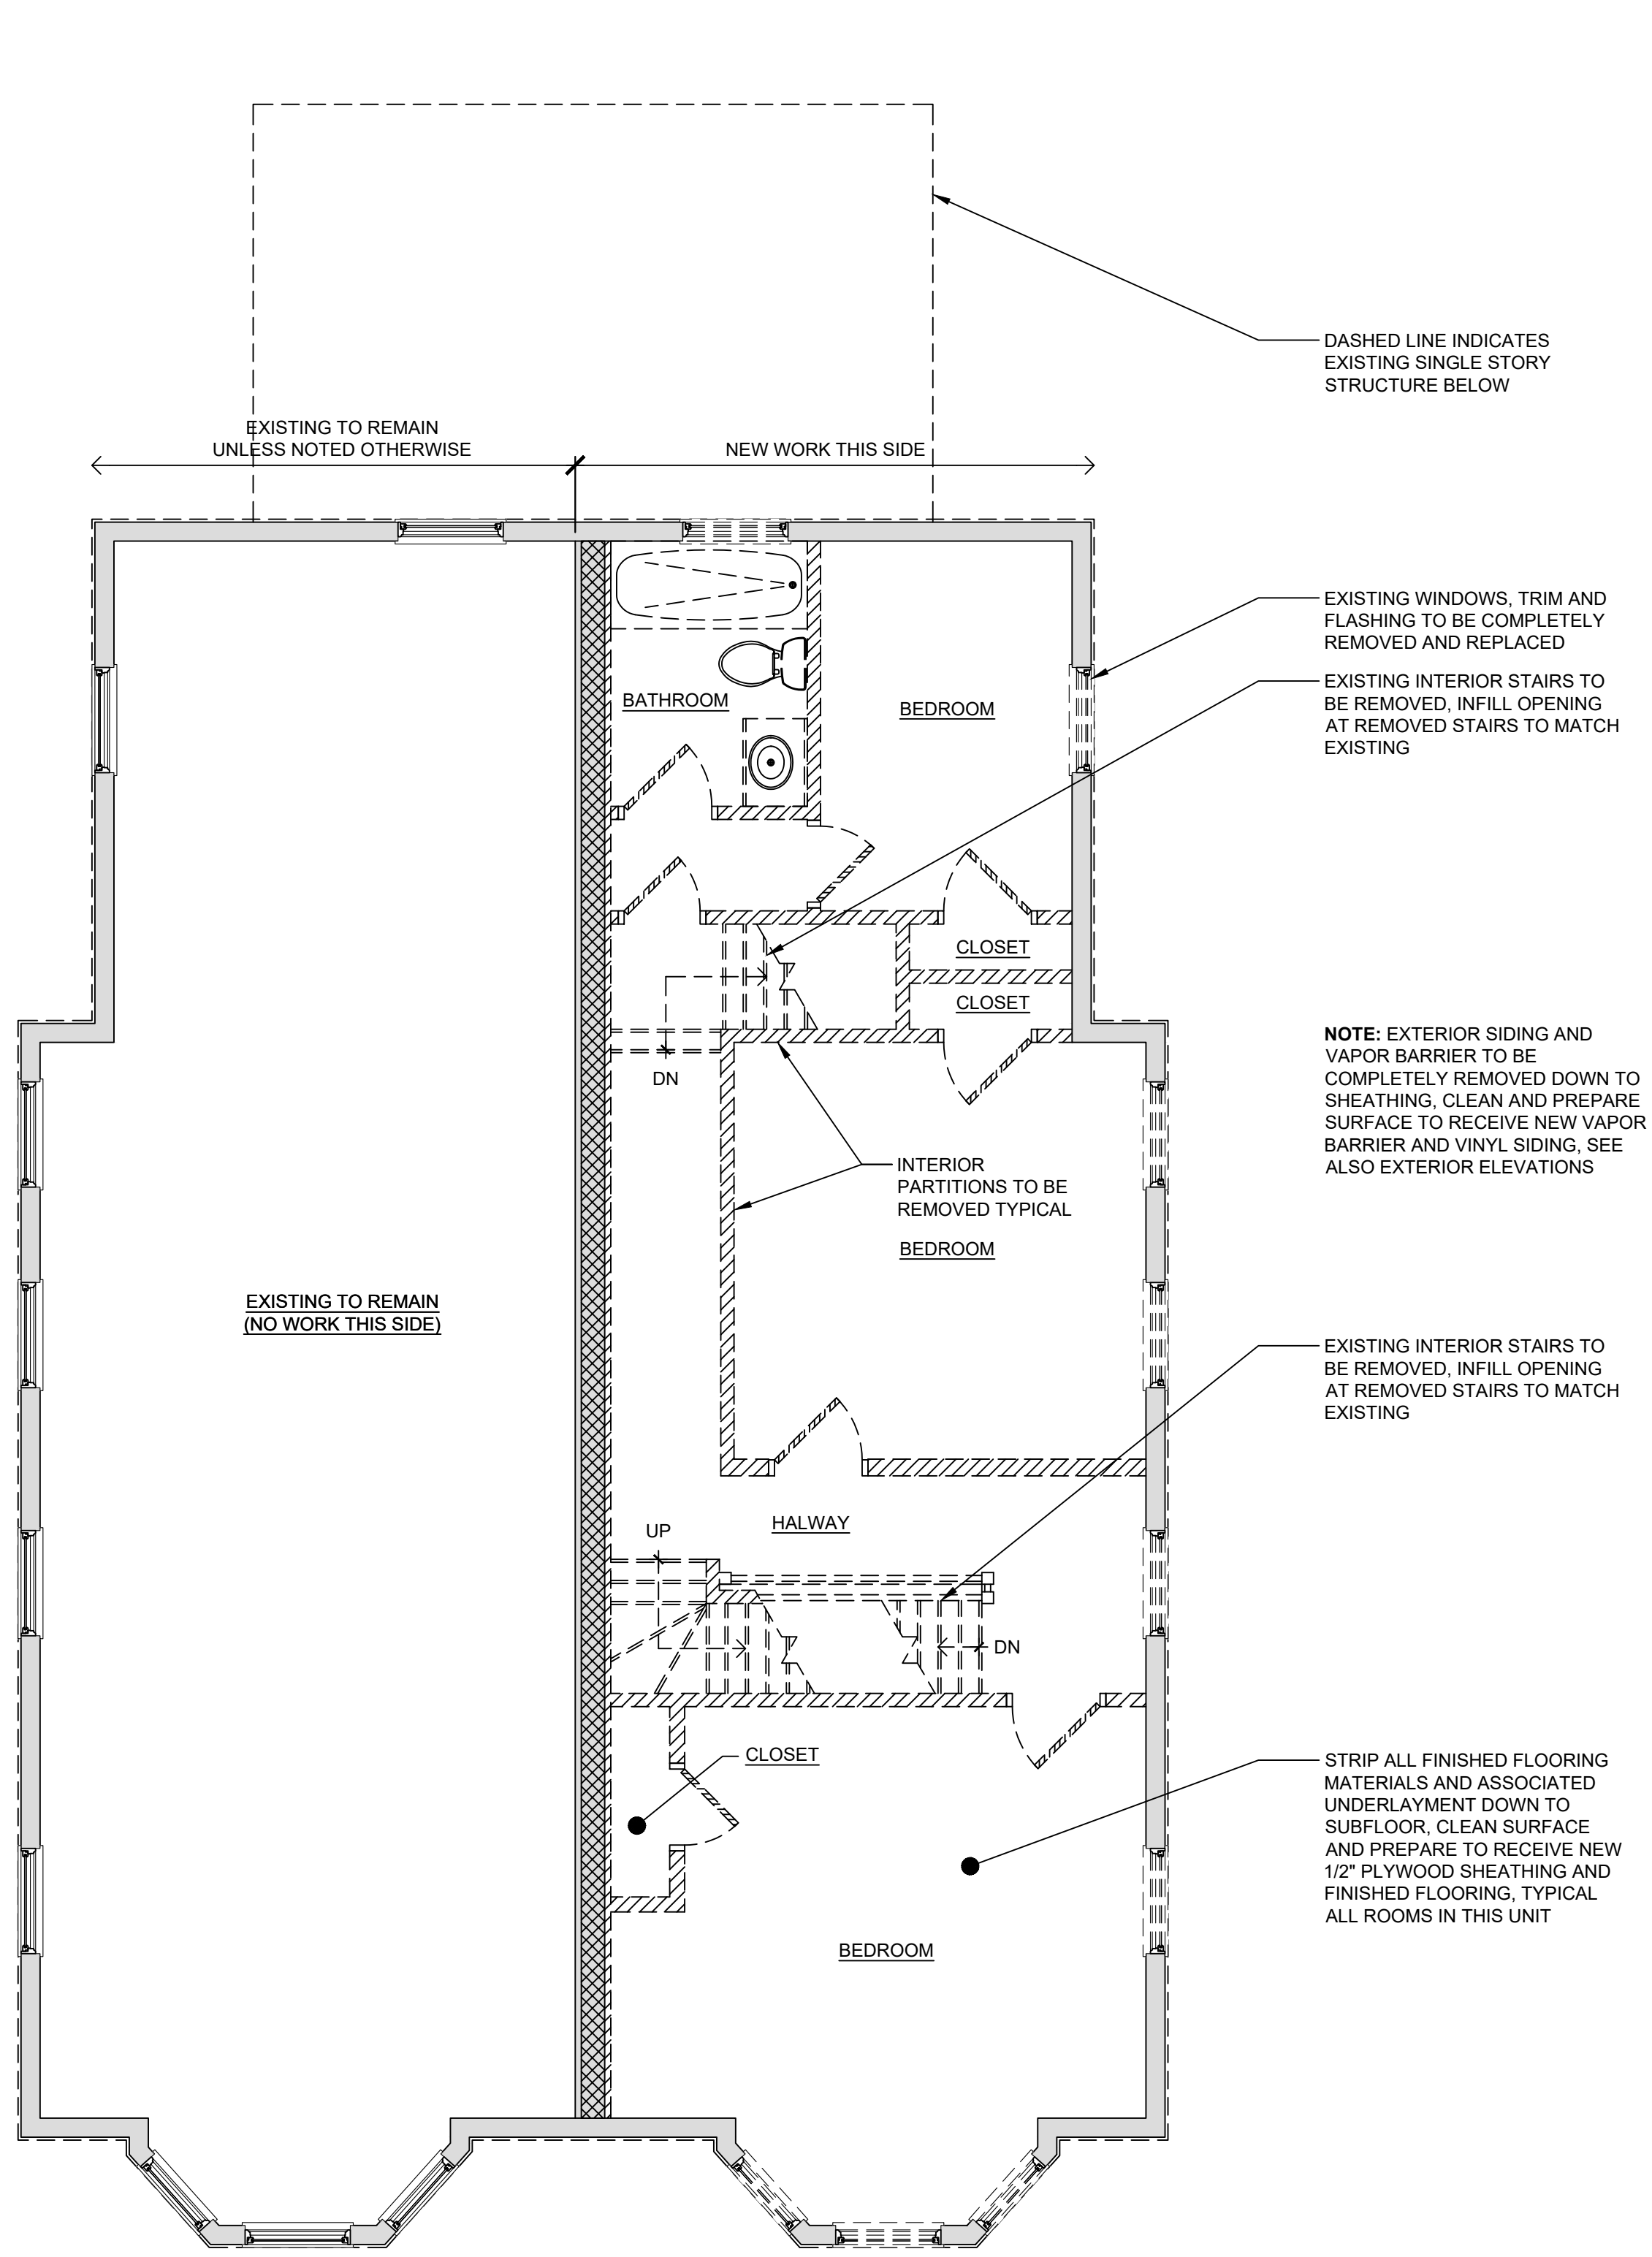 DASHED LINE INDICATES
EXISTING SINGLE STORY
STRUCTURE BELOW
EXISTING TO REMAIN
UNLESS NOTED OTHERWISE
NEW WORK THIS SIDE
EXISTING WINDOWS, TRIM AND
FLASHING TO BE COMPLETELY
REMOVED AND REPLACED
EXISTING INTERIOR STAIRS TO
BE REMOVED, INFILL OPENING
AT REMOVED STAIRS TO MATCH
EXISTING
BATHROOM
BEDROOM
CLOSET
CLOSET
DN
NOTE: EXTERIOR SIDING AND
VAPOR BARRIER TO BE
COMPLETELY REMOVED DOWN TO
SHEATHING, CLEAN AND PREPARE
SURFACE TO RECEIVE NEW VAPOR
BARRIER AND VINYL SIDING, SEE
ALSO EXTERIOR ELEVATIONS
INTERIOR
PARTITIONS TO BE
REMOVED TYPICAL
BEDROOM
EXISTING TO REMAIN
(NO WORK THIS SIDE)
EXISTING INTERIOR STAIRS TO
BE REMOVED, INFILL OPENING
AT REMOVED STAIRS TO MATCH
EXISTING
HALWAY
UP
DN
CLOSET
STRIP ALL FINISHED FLOORING
MATERIALS AND ASSOCIATED
UNDERLAYMENT DOWN TO
SUBFLOOR, CLEAN SURFACE
AND PREPARE TO RECEIVE NEW
1/2" PLYWOOD SHEATHING AND
FINISHED FLOORING, TYPICAL
ALL ROOMS IN THIS UNIT
BEDROOM